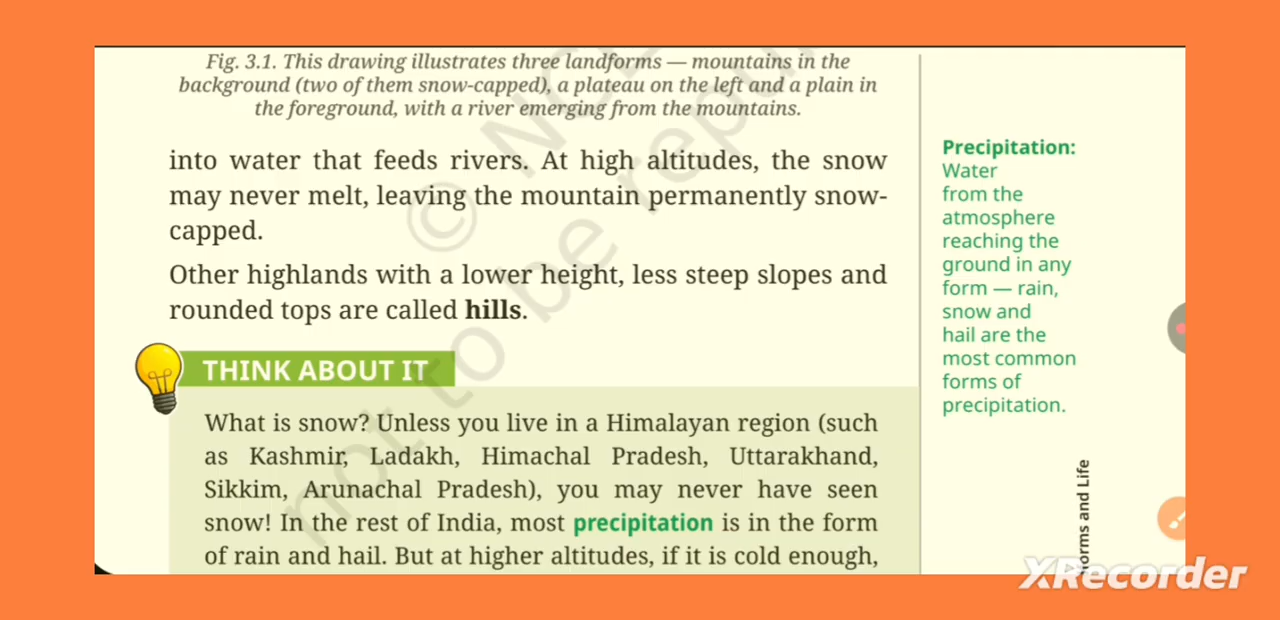 Fig. 3.1. This drawing illustrates three landforms — mountains in the
background (two of them snow-capped), a plateau on the left and a plain in
the foreground, with a river emerging from the mountains.
into water that feeds rivers. At high altitudes, the snow
may never melt, leaving the mountain permanently snow-
capped.
Other highlands with a lower height, less steep slopes and
rounded tops are called hills.
THINK ABOUT IT
What is snow? Unless you live in a Himalayan region (such
as Kashmir, Ladakh, Himachal Pradesh, Uttarakhand,
Sikkim, Arunachal Pradesh), you may never have seen
snow! In the rest of India, most precipitation is in the form
of rain and hail. But at higher altitudes, if it is cold enough,
Precipitation:
Water
from the
atmosphere
reaching the
ground in any
form — rain,
snow and
hail are the
most common
forms of
precipitation.
and Life
©
not to be
XRecorder